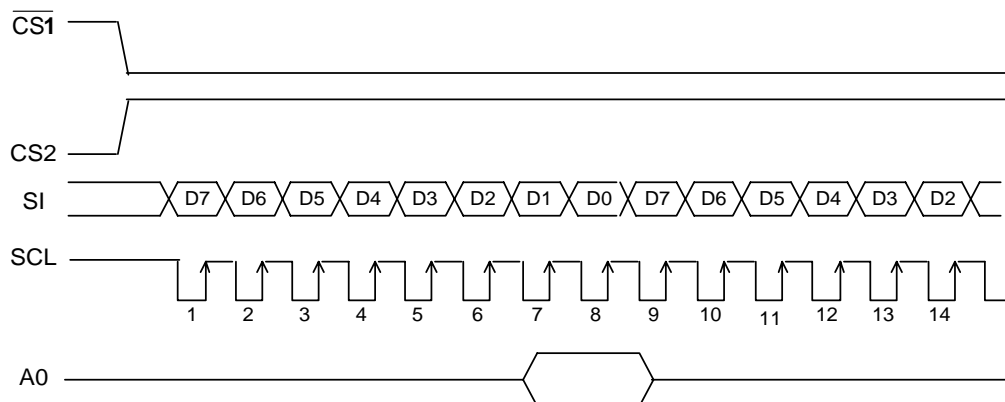 CS1
CS2
SI D7 D6 D5 D4 D3 D2 D1 D0 D7 D6 D5 D4 D3 D2
SCL
1 2 3 4 5 6 7 8 9 10 11 12 13 14
A0